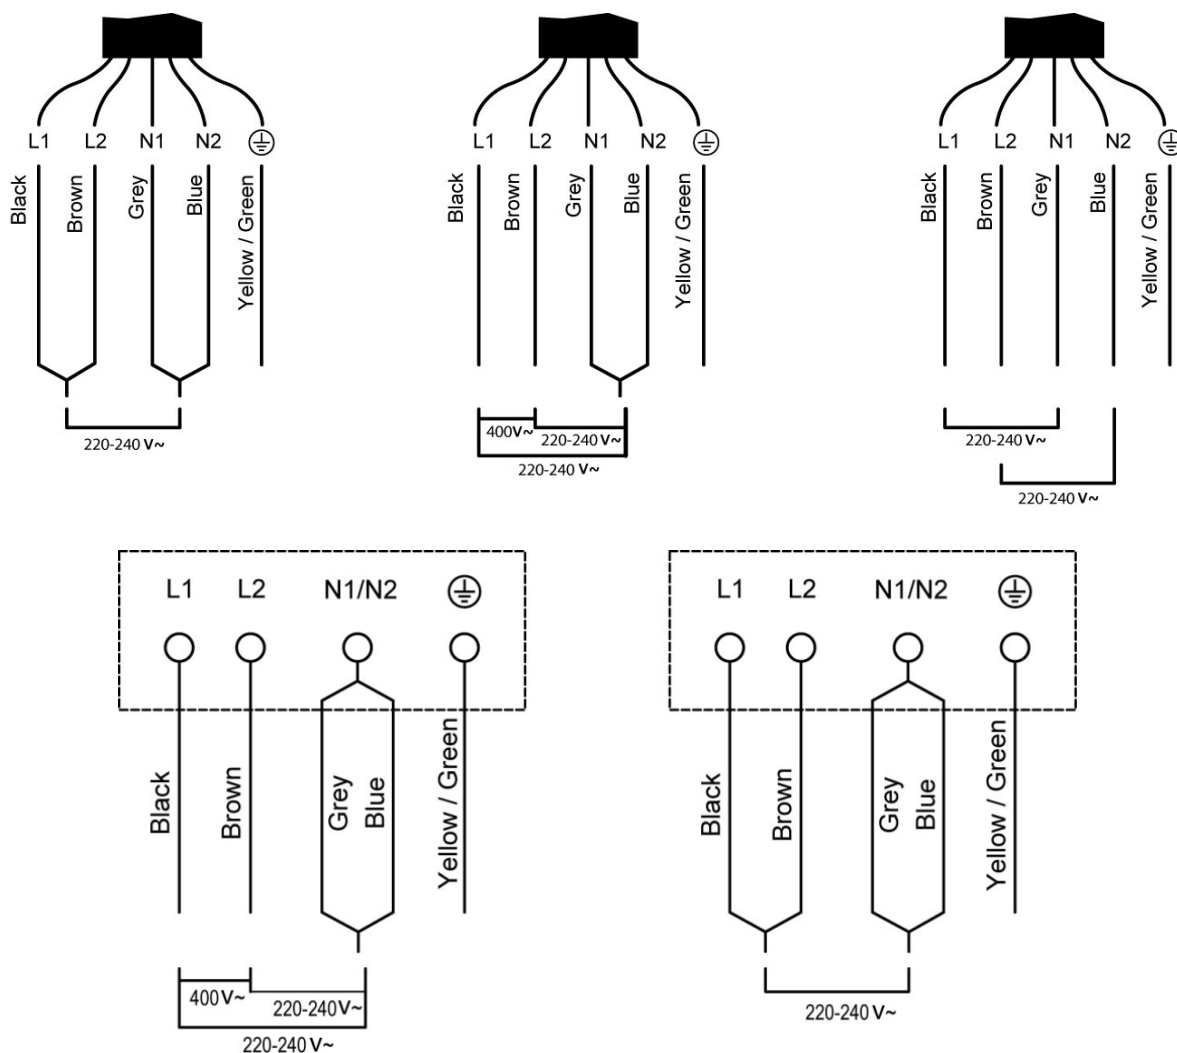 L1 L2 N1 N2
Black
Brown
Grey
Blue
Yellow / Green
220-240 V~
L1 L2 N1 N2
Black
Brown
Grey
Blue
Yellow / Green
400V~
220-240 V~
220-240 V~
L1 L2 N1 N2
Black
Brown
Grey
Blue
Yellow / Green
220-240 V~
220-240 V~
L1 L2 N1/N2
Black
Brown
Grey
Blue
Yellow / Green
400V~
220-240V~
220-240 V~
L1 L2 N1/N2
Black
Brown
Grey
Blue
Yellow / Green
220-240 V~